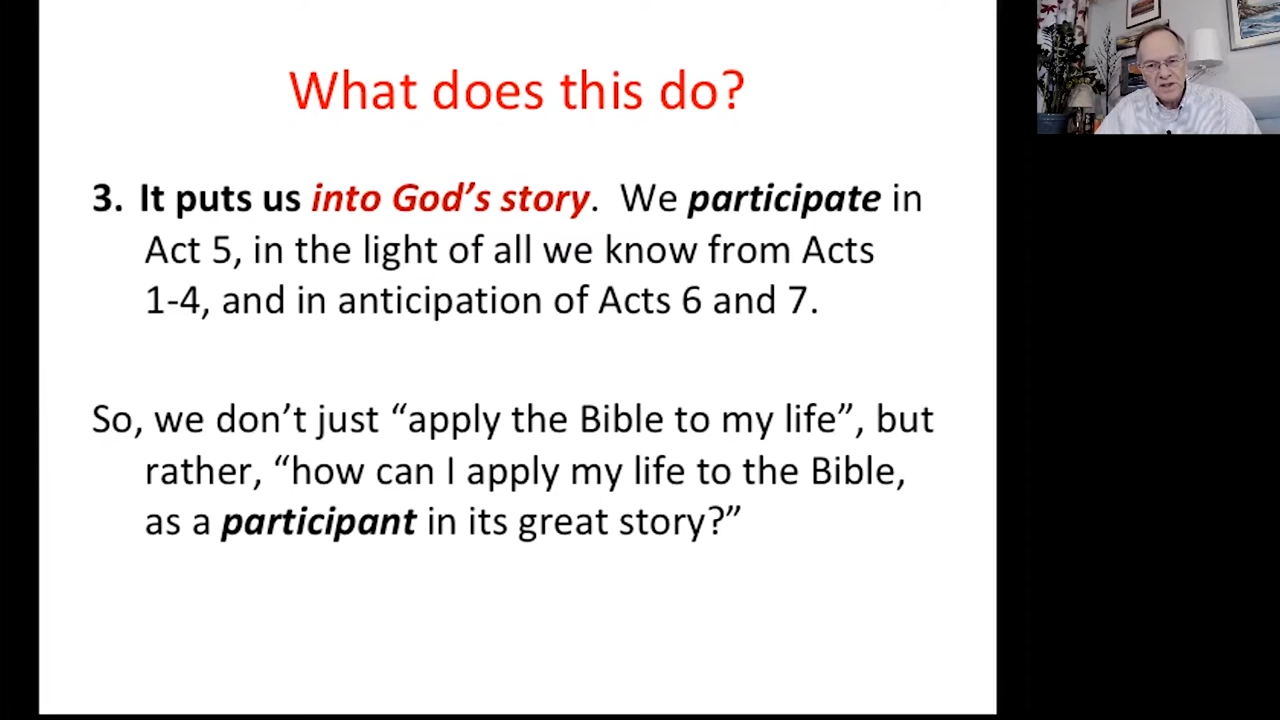 What does this do?
3. It puts us into God’s story. We participate in
Act 5, in the light of all we know from Acts
1-4, and in anticipation of Acts 6 and 7.
So, we don’t just “apply the Bible to my life”, but
rather, “how can I apply my life to the Bible,
as a participant in its great story?”